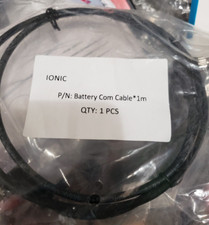 IONIC
P/N: Battery Com Cable*1m
QTY: 1 PCS